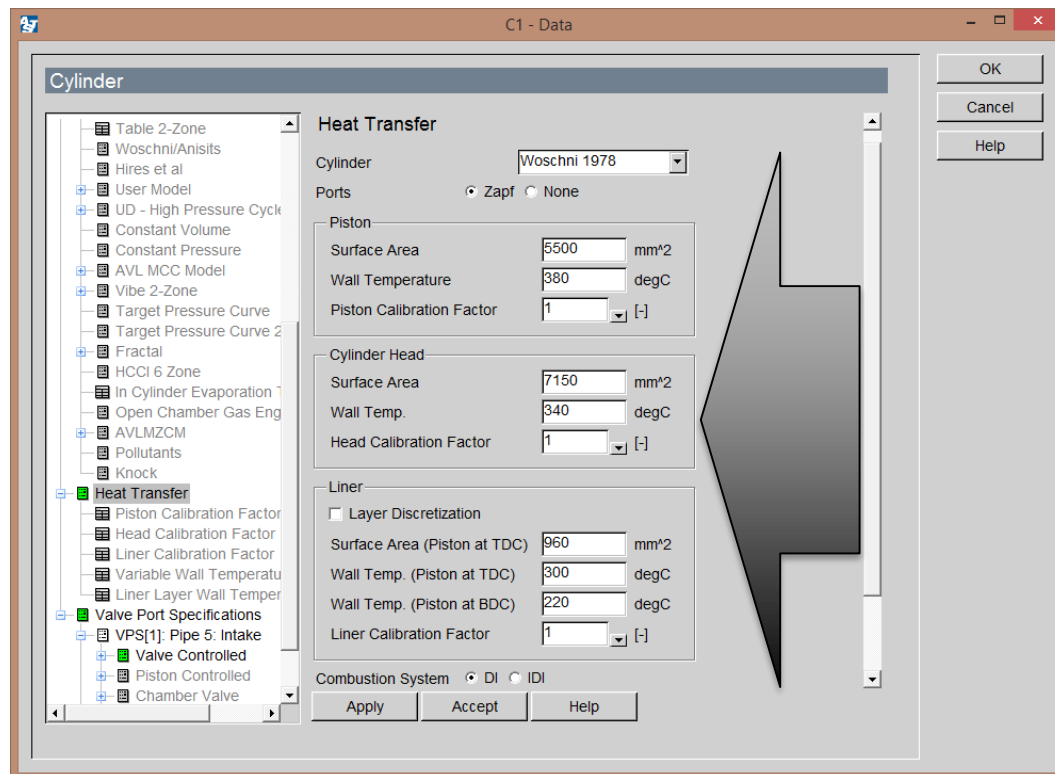 C1 - Data
Cylinder
OK
Cancel
Help
Table 2-Zone
Woschni/Anisits
Hires et al
User Model
UD - High Pressure Cycle
Constant Volume
Constant Pressure
AVL MCC Model
Vibe 2-Zone
Target Pressure Curve
Target Pressure Curve 2
Fractal
HCCI 6 Zone
In Cylinder Evaporation
Open Chamber Gas Eng
AVLMZCM
Pollutants
Knock
Heat Transfer
Piston Calibration Factor
Head Calibration Factor
Liner Calibration Factor
Variable Wall Temperatu
Liner Layer Wall Temper
Valve Port Specifications
VPS[1]: Pipe 5: Intake
Valve Controlled
Piston Controlled
Chamber Valve
Heat Transfer
Cylinder Woschni 1978
Ports Zapf None
Piston
Surface Area 5500 mm^2
Wall Temperature 380 degC
Piston Calibration Factor 1 [-]
Cylinder Head
Surface Area 7150 mm^2
Wall Temp. 340 degC
Head Calibration Factor 1 [-]
Liner
Layer Discretization
Surface Area (Piston at TDC) 960 mm^2
Wall Temp. (Piston at TDC) 300 degC
Wall Temp. (Piston at BDC) 220 degC
Liner Calibration Factor 1 [-]
Combustion System DI IDI
Apply Accept Help